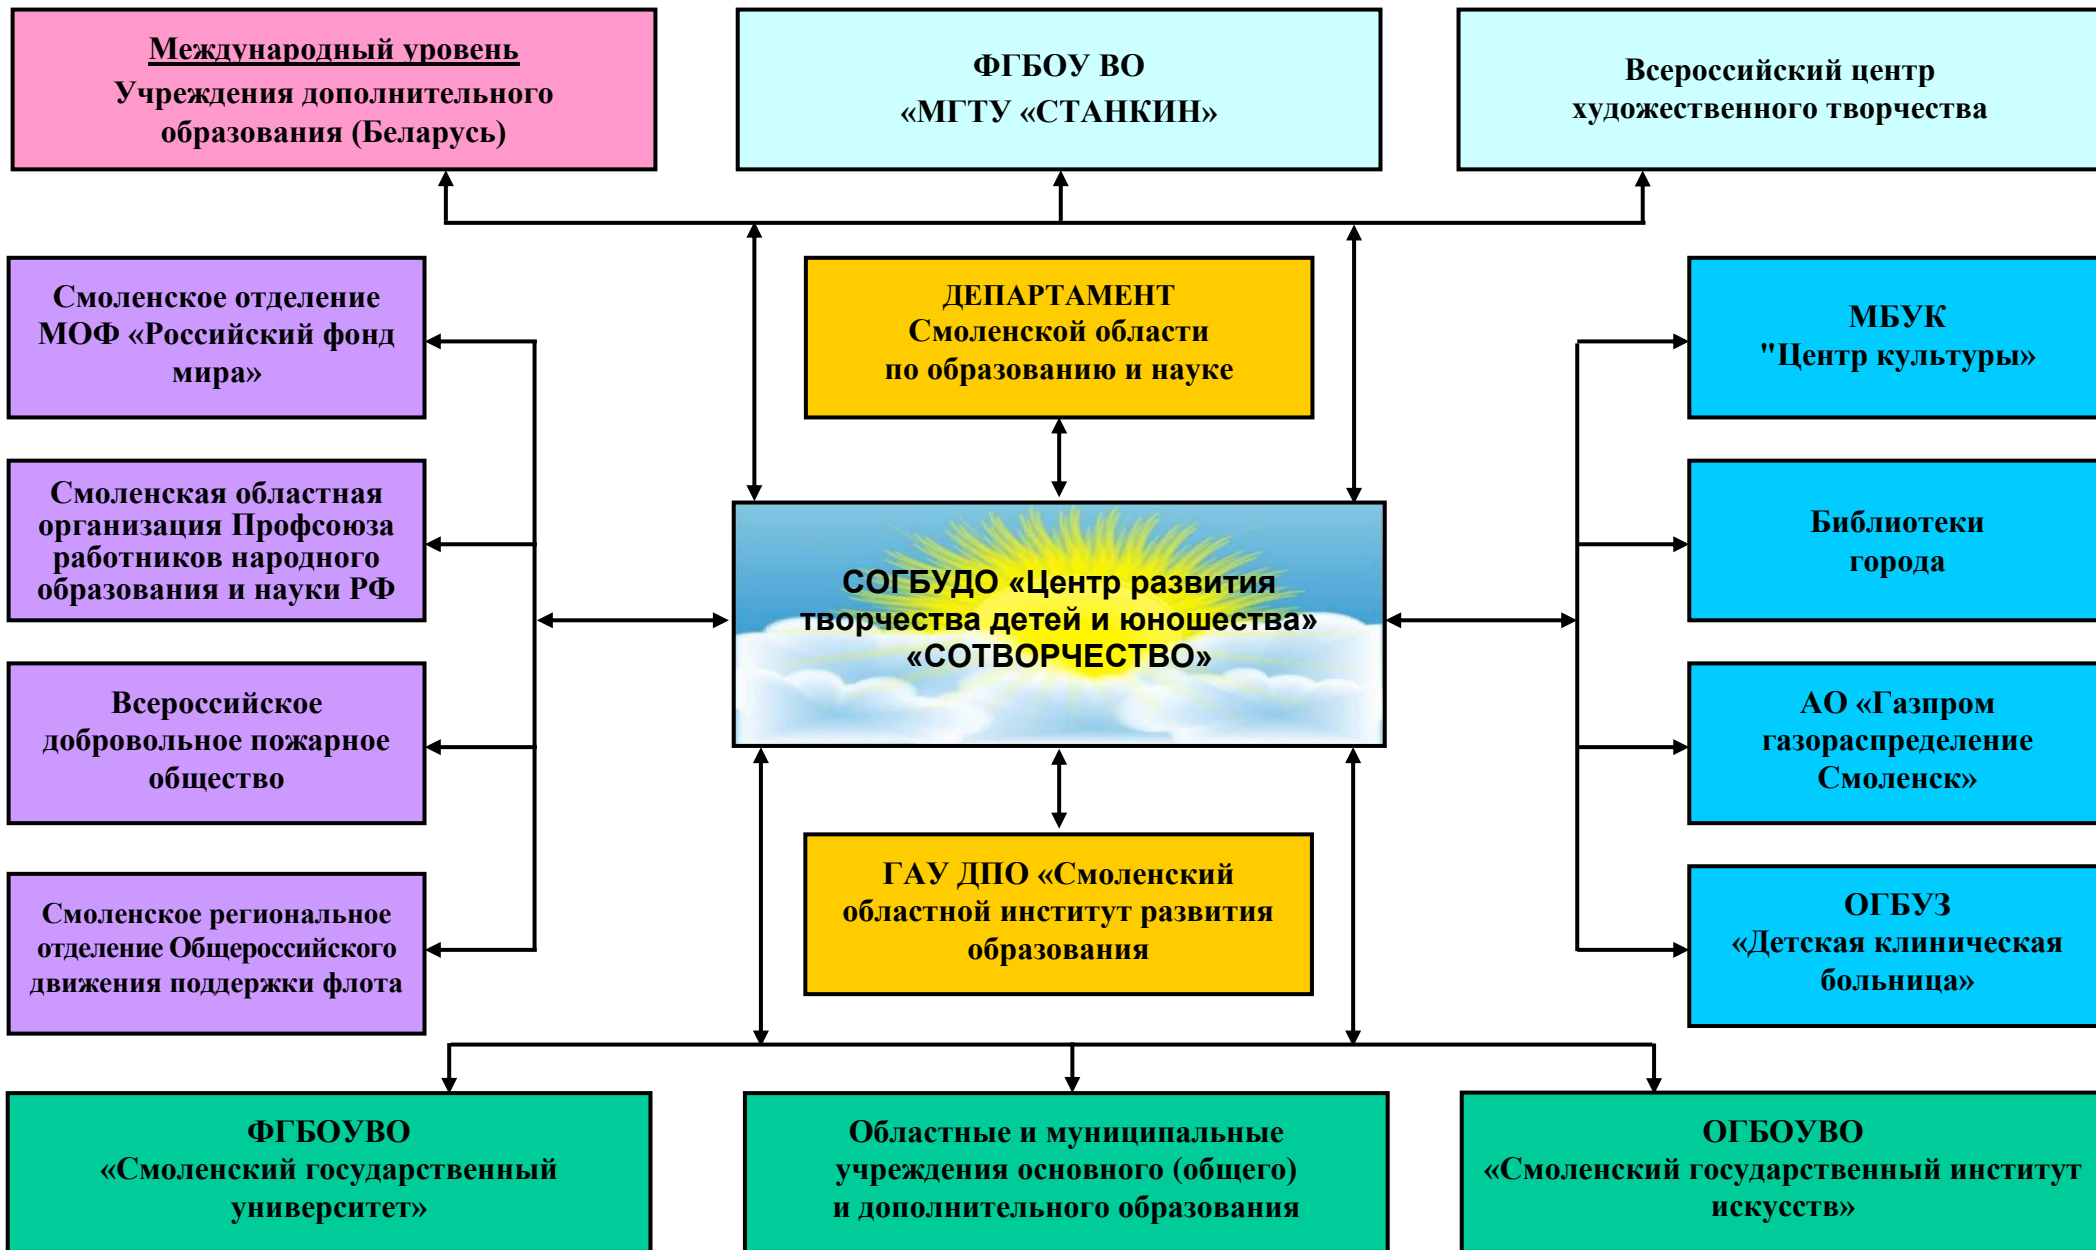 Международный уровень
Учреждения дополнительного
образования (Беларусь)
ФГБОУ ВО
«МГТУ «СТАНКИН»
Всероссийский центр
художественного творчества
Смоленское отделение
МОФ «Российский фонд
мира»
ДЕПАРТАМЕНТ
Смоленской области
по образованию и науке
МБУК
"Центр культуры»
Смоленская областная
организация Профсоюза
работников народного
образования и науки РФ
СОГБУДО «Центр развития
творчества детей и юношества»
«СОТВОРЧЕСТВО»
Библиотеки
города
Всероссийское
добровольное пожарное
общество
АО «Газпром
газораспределение
Смоленск»
Смоленское региональное
отделение Общероссийского
движения поддержки флота
ГАУ ДПО «Смоленский
областной институт развития
образования
ОГБУЗ
«Детская клиническая
больница»
ФГБОУВО
«Смоленский государственный
университет»
Областные и муниципальные
учреждения основного (общего)
и дополнительного образования
ОГБОУВО
«Смоленский государственный институт
искусств»